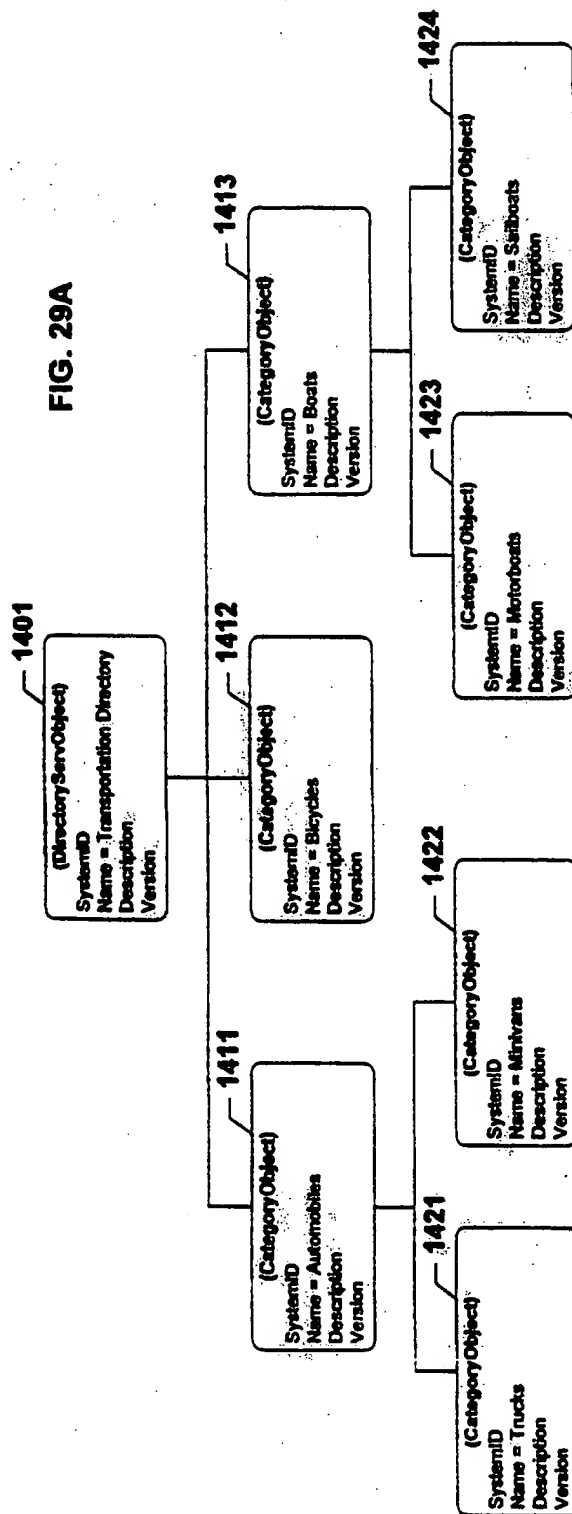 FIG. 29A
1401
(DirectoryServObject)
SystemID
Name = Transportation Directory
Description
Version
1411
(CategoryObject)
SystemID
Name = Automobiles
Description
Version
1412
(CategoryObject)
SystemID
Name = Bicycles
Description
Version
1413
(CategoryObject)
SystemID
Name = Boats
Description
Version
1421
(CategoryObject)
SystemID
Name = Trucks
Description
Version
1422
(CategoryObject)
SystemID
Name = Minivans
Description
Version
1423
(CategoryObject)
SystemID
Name = Motorboats
Description
Version
1424
(CategoryObject)
SystemID
Name = Sailboats
Description
Version